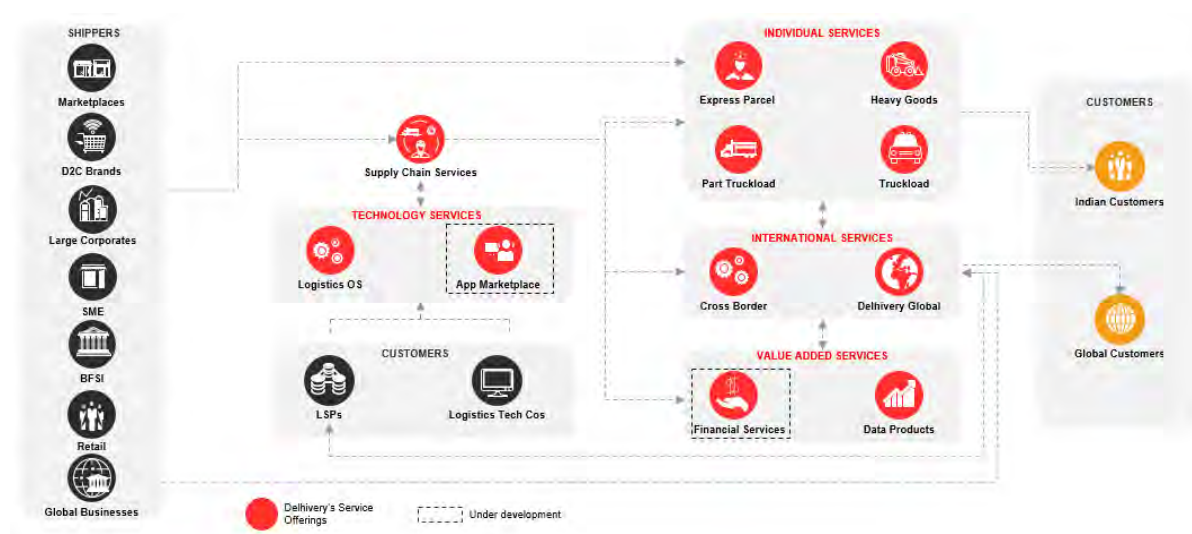 SHIPPERS
Marketplaces
D2C Brands
Large Corporates
SME
BFSI
Retail
Global Businesses
Supply Chain Services
TECHNOLOGY SERVICES
Logistics OS
App Marketplace
CUSTOMERS
LSPs
Logistics Tech Cos
INDIVIDUAL SERVICES
Express Parcel
Heavy Goods
Part Truckload
Truckload
INTERNATIONAL SERVICES
Cross Border
Delhivery Global
VALUE ADDED SERVICES
Financial Services
Data Products
CUSTOMERS
Indian Customers
Global Customers
Delhivery's Service
Offerings
Under development